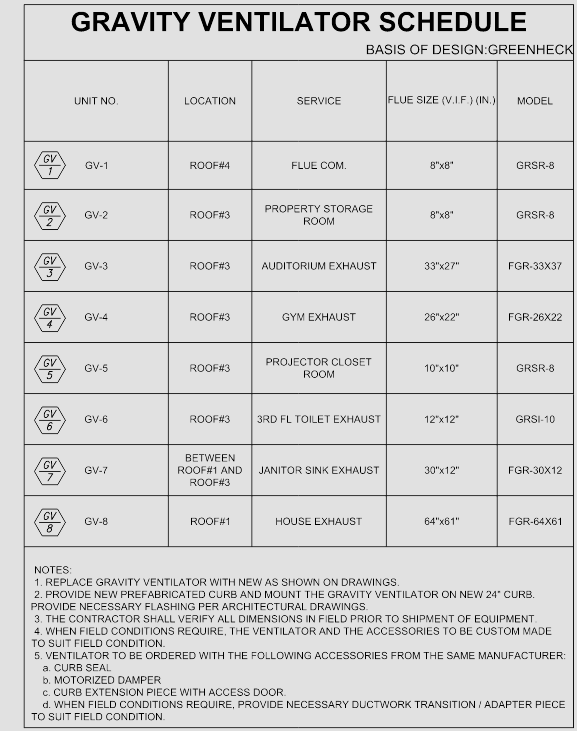 GRAVITY VENTILATOR SCHEDULE
BASIS OF DESIGN:GREENHECK
UNIT NO. LOCATION SERVICE FLUE SIZE (V.I.F.) (IN.) MODEL
GV 1 GV-1 ROOF#4 FLUE COM. 8"x8" GRSR-8
GV 2 GV-2 ROOF#3 PROPERTY STORAGE ROOM 8"x8" GRSR-8
GV 3 GV-3 ROOF#3 AUDITORIUM EXHAUST 33"x27" FGR-33X37
GV 4 GV-4 ROOF#3 GYM EXHAUST 26"x22" FGR-26X22
GV 5 GV-5 ROOF#3 PROJECTOR CLOSET ROOM 10"x10" GRSR-8
GV 6 GV-6 ROOF#3 3RD FL TOILET EXHAUST 12"x12" GRSI-10
GV 7 GV-7 BETWEEN ROOF#1 AND ROOF#3 JANITOR SINK EXHAUST 30"x12" FGR-30X12
GV 8 GV-8 ROOF#1 HOUSE EXHAUST 64"x61" FGR-64X61
NOTES:
1. REPLACE GRAVITY VENTILATOR WITH NEW AS SHOWN ON DRAWINGS.
2. PROVIDE NEW PREFABRICATED CURB AND MOUNT THE GRAVITY VENTILATOR ON NEW 24" CURB.
PROVIDE NECESSARY FLASHING PER ARCHITECTURAL DRAWINGS.
3. THE CONTRACTOR SHALL VERIFY ALL DIMENSIONS IN FIELD PRIOR TO SHIPMENT OF EQUIPMENT.
4. WHEN FIELD CONDITIONS REQUIRE, THE VENTILATOR AND THE ACCESSORIES TO BE CUSTOM MADE
TO SUIT FIELD CONDITION.
5. VENTILATOR TO BE ORDERED WITH THE FOLLOWING ACCESSORIES FROM THE SAME MANUFACTURER:
a. CURB SEAL
b. MOTORIZED DAMPER
c. CURB EXTENSION PIECE WITH ACCESS DOOR.
d. WHEN FIELD CONDITIONS REQUIRE, PROVIDE NECESSARY DUCTWORK TRANSITION / ADAPTER PIECE
TO SUIT FIELD CONDITION.